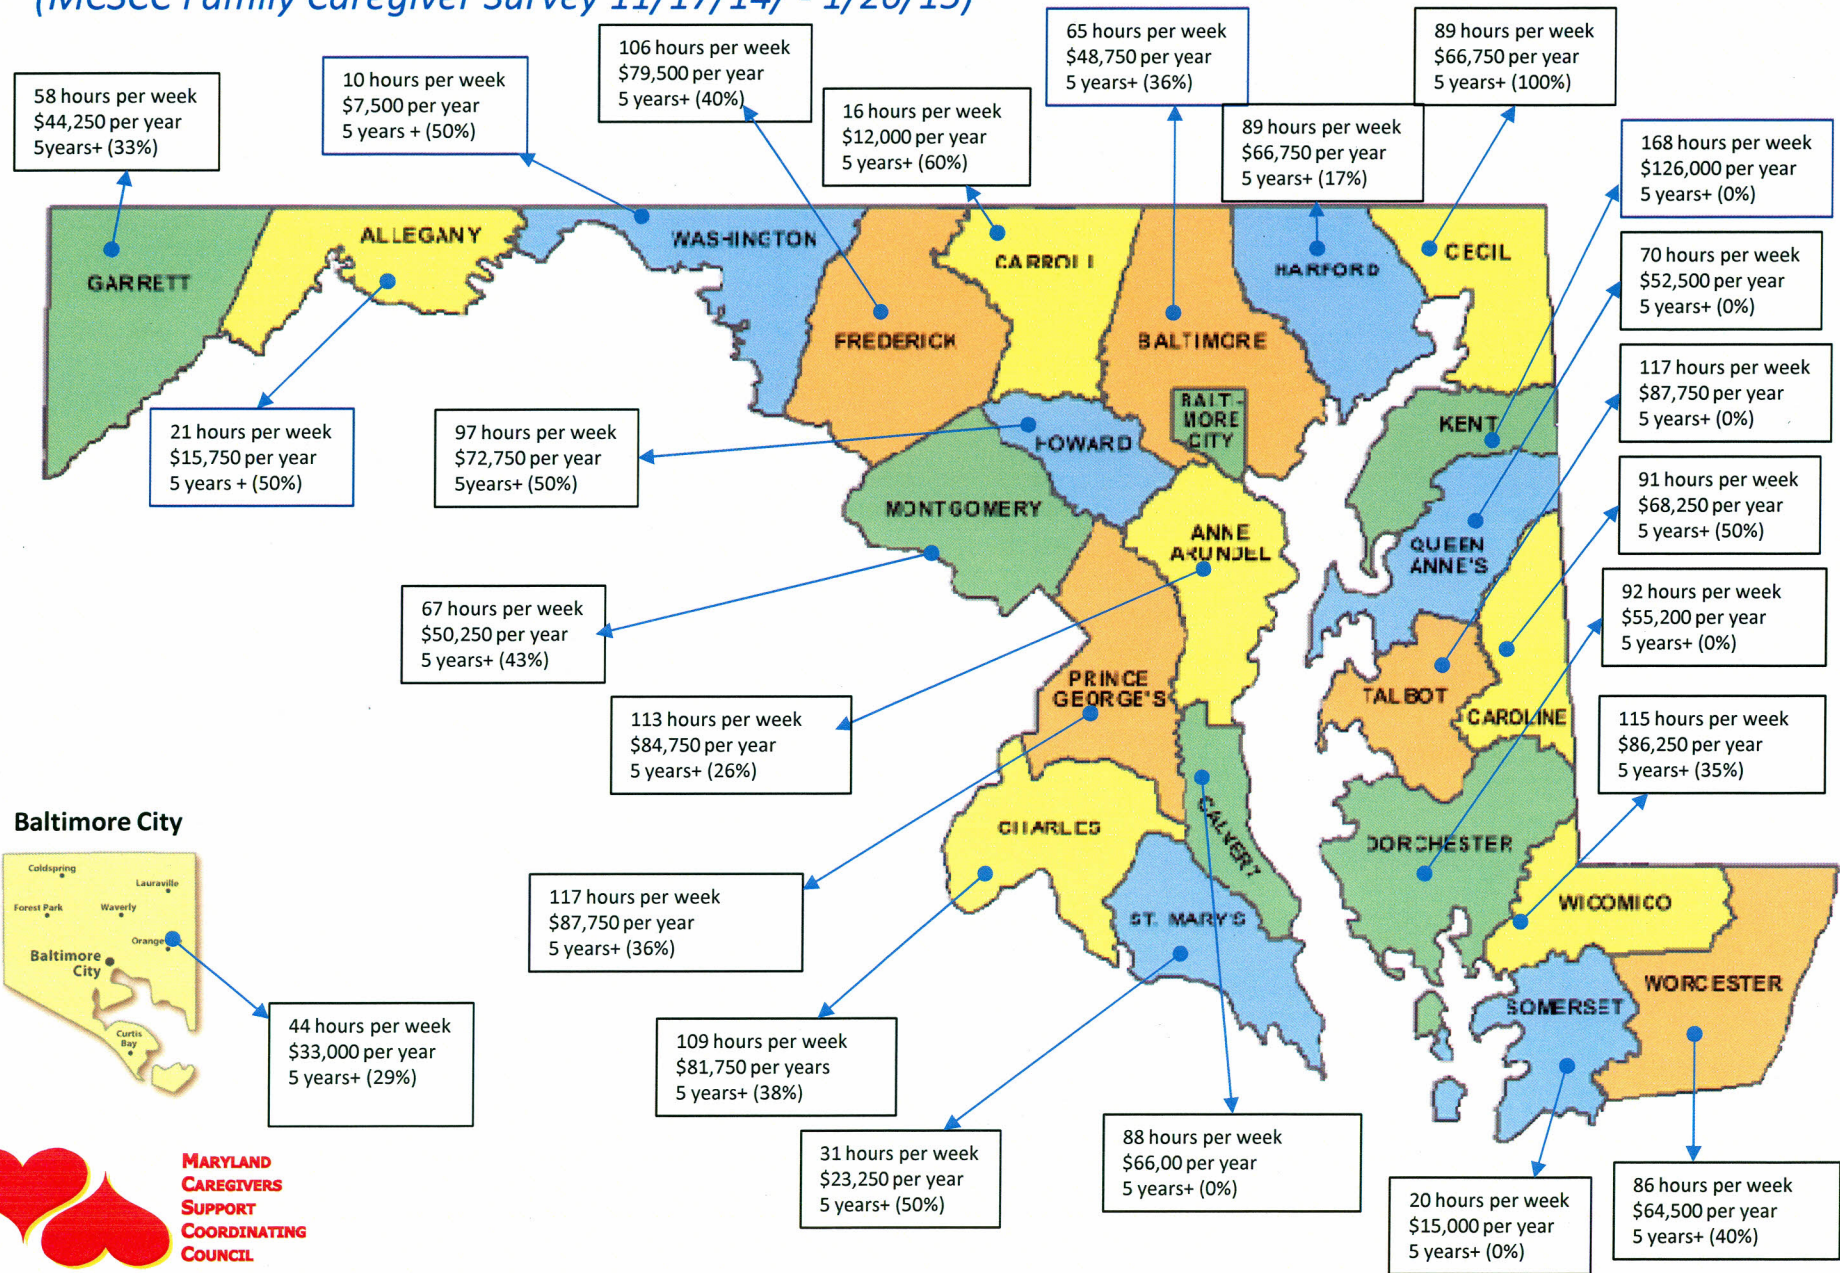 (MCSCC Family Caregiver Survey 11/17/14/ - 1/20/15)
58 hours per week
$44,250 per year
5years+ (33%)
10 hours per week
$7,500 per year
5 years + (50%)
106 hours per week
$79,500 per year
5 years+ (40%)
16 hours per week
$12,000 per year
5 years+ (60%)
65 hours per week
$48,750 per year
5 years+ (36%)
89 hours per week
$66,750 per year
5 years+ (17%)
89 hours per week
$66,750 per year
5 years+ (100%)
168 hours per week
$126,000 per year
5 years+ (0%)
70 hours per week
$52,500 per year
5 years+ (0%)
117 hours per week
$87,750 per year
5 years+ (0%)
91 hours per week
$68,250 per year
5 years+ (50%)
92 hours per week
$55,200 per year
5 years+ (0%)
115 hours per week
$86,250 per year
5 years+ (35%)
GARRETT
ALLEGANY
WASHINGTON
FREDERICK
CARROLL
BALTIMORE
HARFORD
CECIL
BALTI-
MORE
CITY
KENT
HOWARD
MONTGOMERY
ANNE
ARUNDEL
QUEEN
ANNE'S
PRINCE
GEORGE'S
TALBOT
CAROLINE
CHARLES
CALVERT
ST. MARY'S
DORCHESTER
WICOMICO
SOMERSET
WORCESTER
21 hours per week
$15,750 per year
5 years + (50%)
97 hours per week
$72,750 per year
5years+ (50%)
67 hours per week
$50,250 per year
5 years+ (43%)
113 hours per week
$84,750 per year
5 years+ (26%)
117 hours per week
$87,750 per year
5 years+ (36%)
109 hours per week
$81,750 per years
5 years+ (38%)
31 hours per week
$23,250 per year
5 years+ (50%)
88 hours per week
$66,00 per year
5 years+ (0%)
20 hours per week
$15,000 per year
5 years+ (0%)
86 hours per week
$64,500 per year
5 years+ (40%)
Baltimore City
Coldspring
Lauraville
Forest Park
Waverly
Orange
Baltimore
City
Curtis
Bay
44 hours per week
$33,000 per year
5 years+ (29%)
MARYLAND
CAREGIVERS
SUPPORT
COORDINATING
COUNCIL